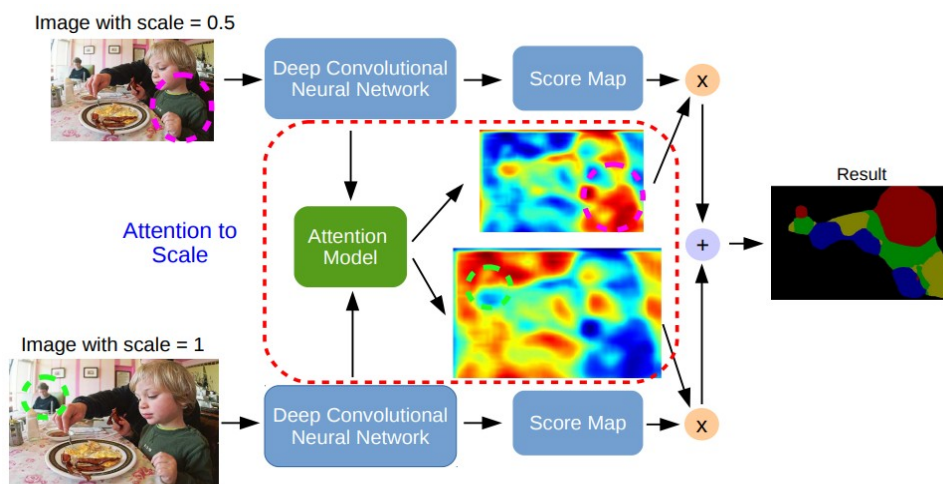 Image with scale = 0.5
Deep Convolutional
Neural Network
Score Map
x
Attention to
Scale
Attention
Model
+
Result
Image with scale = 1
Deep Convolutional
Neural Network
Score Map
x